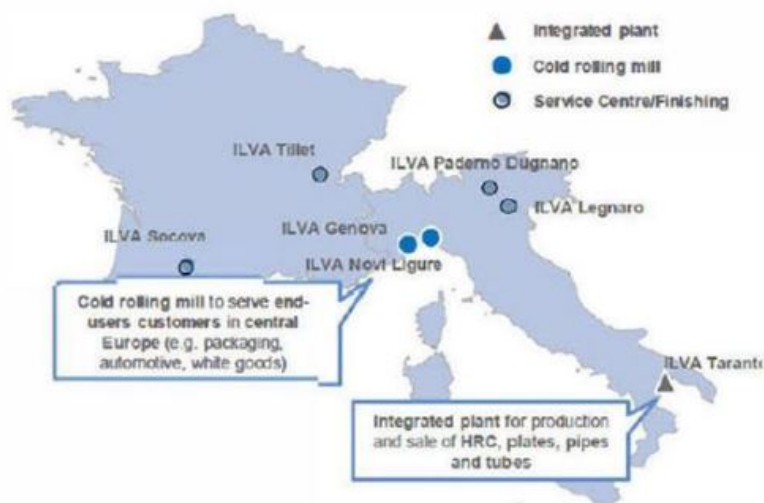 Integrated plant
Cold rolling mill
Service Centre/Finishing
ILVA Tillet
ILVA Paderno Dugnano
ILVA Legnaro
ILVA Genova
ILVA Socova
ILVA Novi Ligure
Cold rolling mill to serve end-
users customers in central
Europe (e.g. packaging,
automotive, white goods)
ILVA Taranto
Integrated plant for production
and sale of HRC, plates, pipes
and tubes